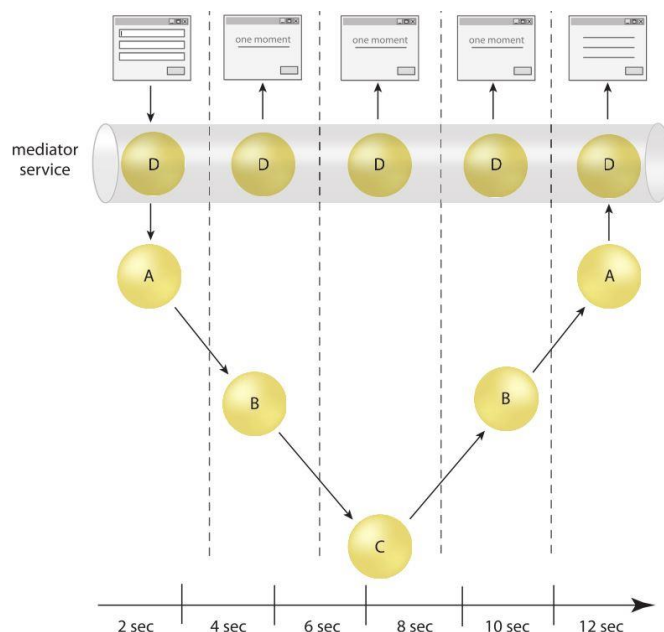 one moment
one moment
one moment
mediator
service
D
D
D
D
D
A
A
B
B
C
2 sec
4 sec
6 sec
8 sec
10 sec
12 sec